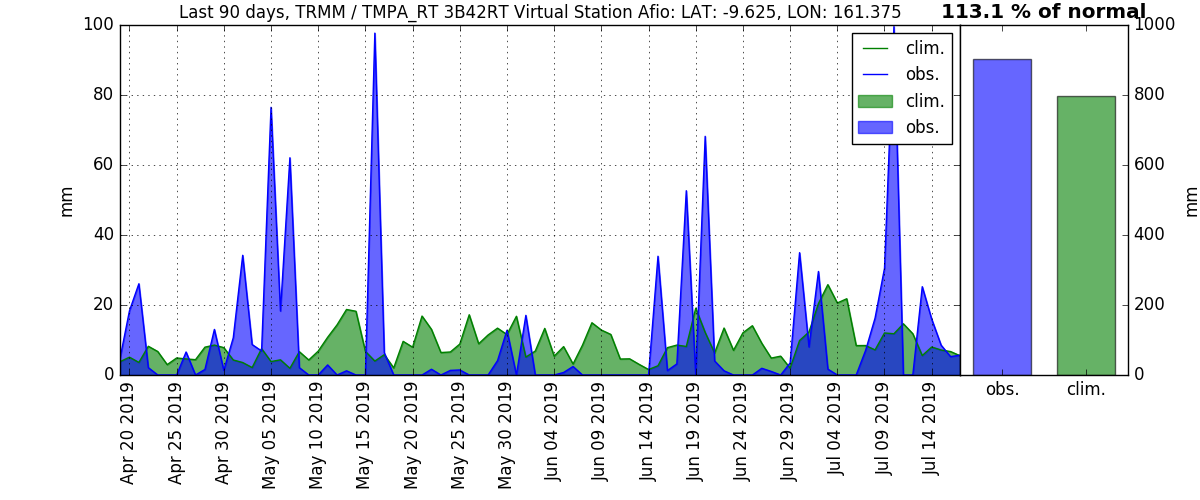 Last 90 days, TRMM / TMPA_RT 3B42RT Virtual Station Afio: LAT: -9.625, LON: 161.375
113.1 % of normal
100
80
60
40
20
0
mm
clim.
obs.
clim.
obs.
1000
800
600
400
200
0
mm
obs.
clim.
Apr 20 2019
Apr 25 2019
Apr 30 2019
May 05 2019
May 10 2019
May 15 2019
May 20 2019
May 25 2019
May 30 2019
Jun 04 2019
Jun 09 2019
Jun 14 2019
Jun 19 2019
Jun 24 2019
Jun 29 2019
Jul 04 2019
Jul 09 2019
Jul 14 2019